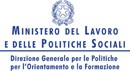 MINISTERO DEL LAVORO
E DELLE POLITICHE SOCIALI
Direzione Generale per le Politiche
per l'Orientamento e la Formazione